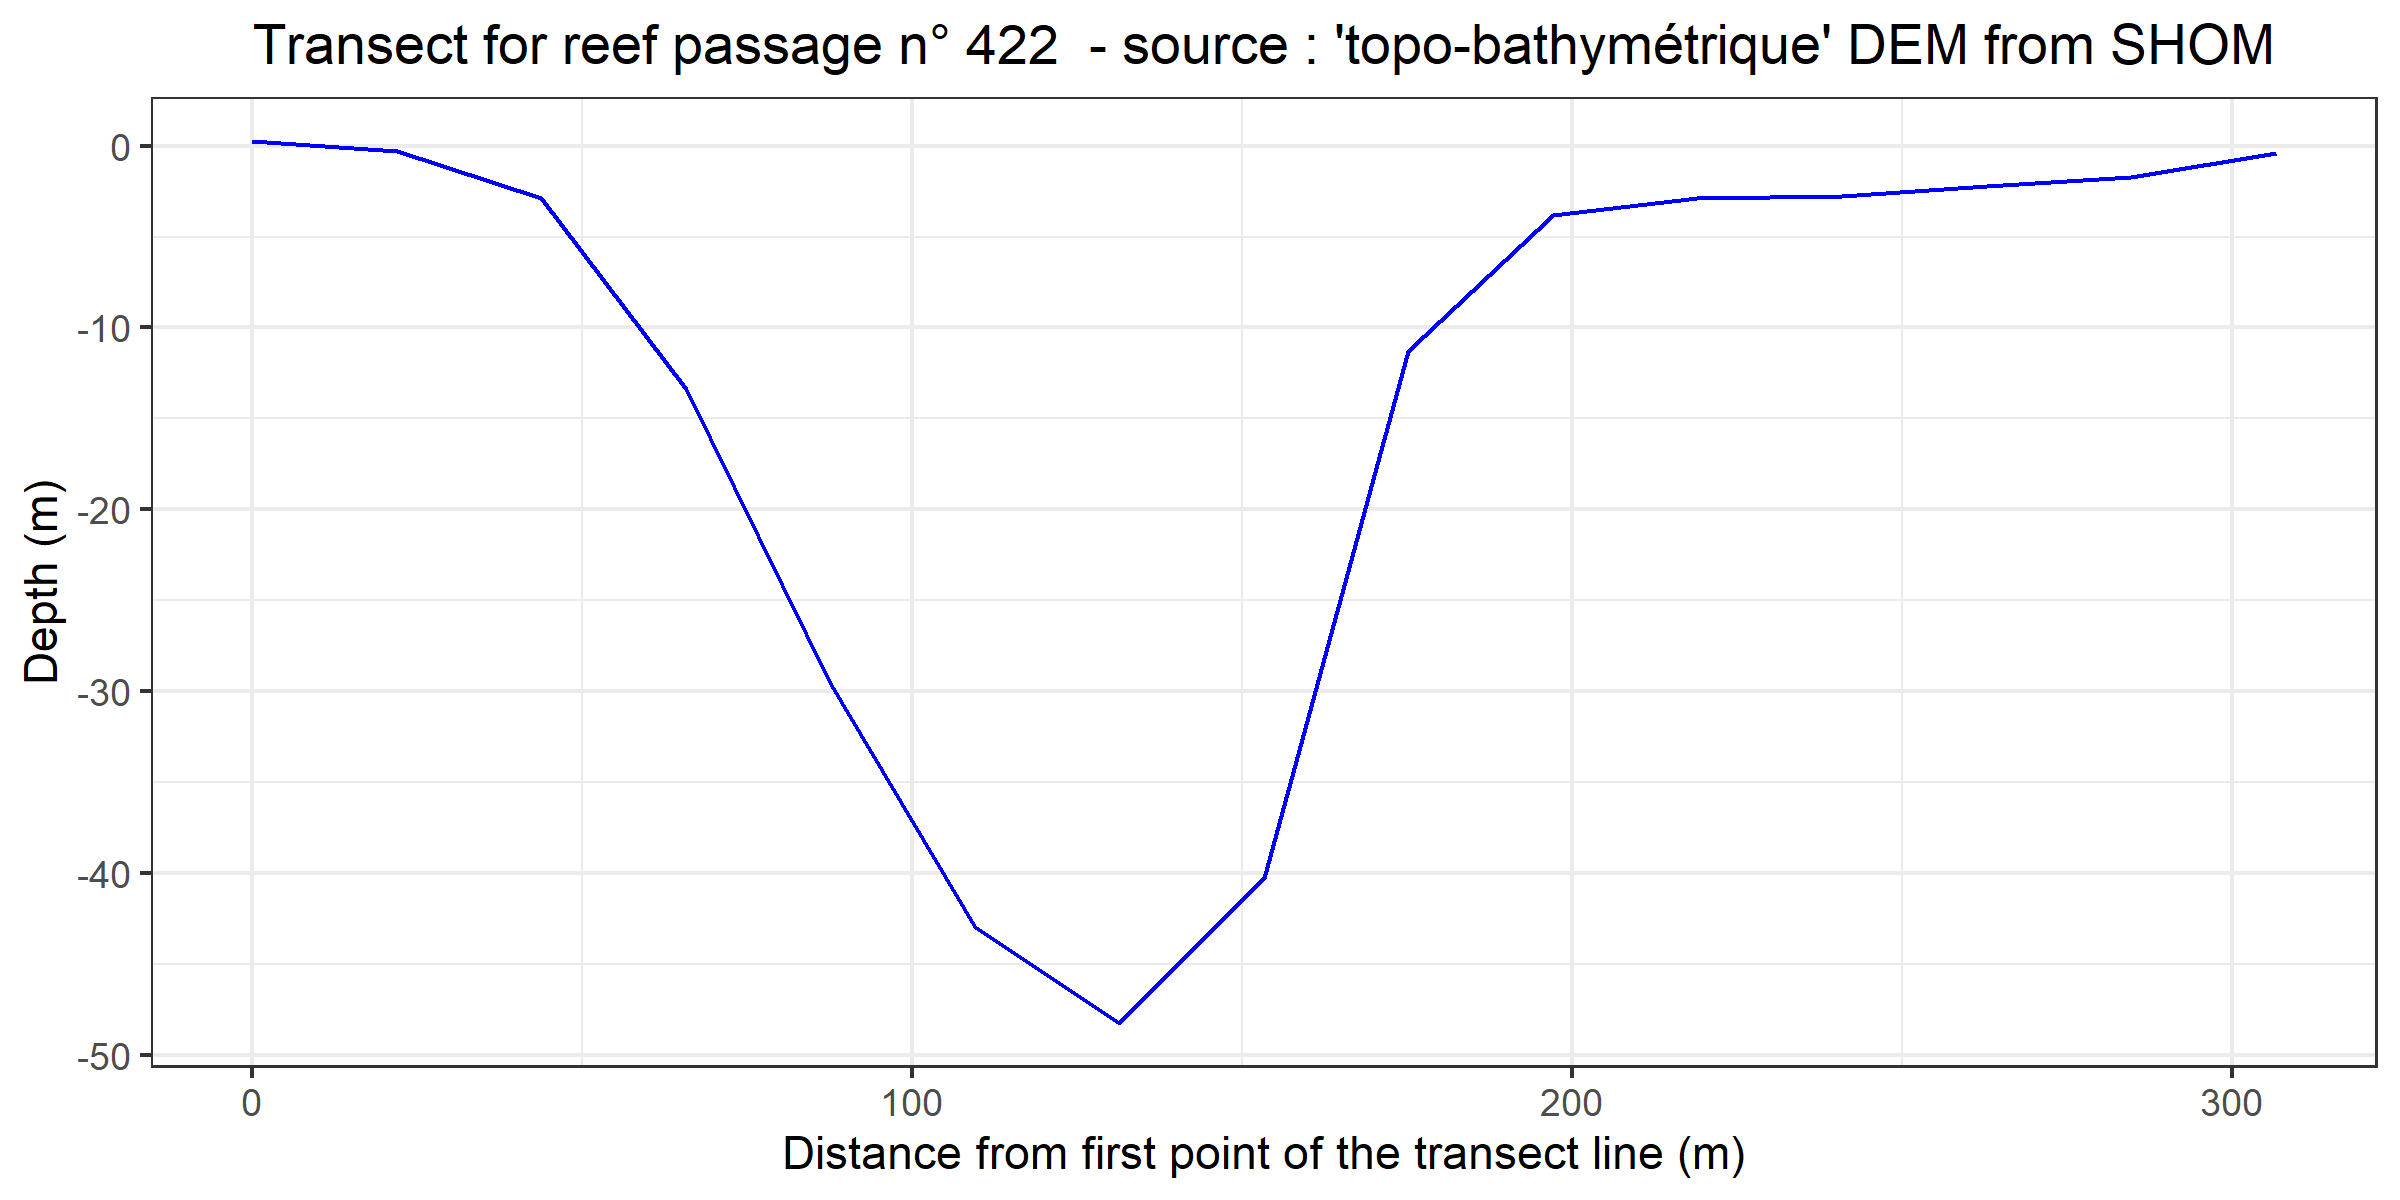 Transect for reef passage n° 422  - source : 'topo-bathymétrique' DEM from SHOM
Depth (m)
0
-10
-20
-30
-40
-50
0 100 200 300
Distance from first point of the transect line (m)